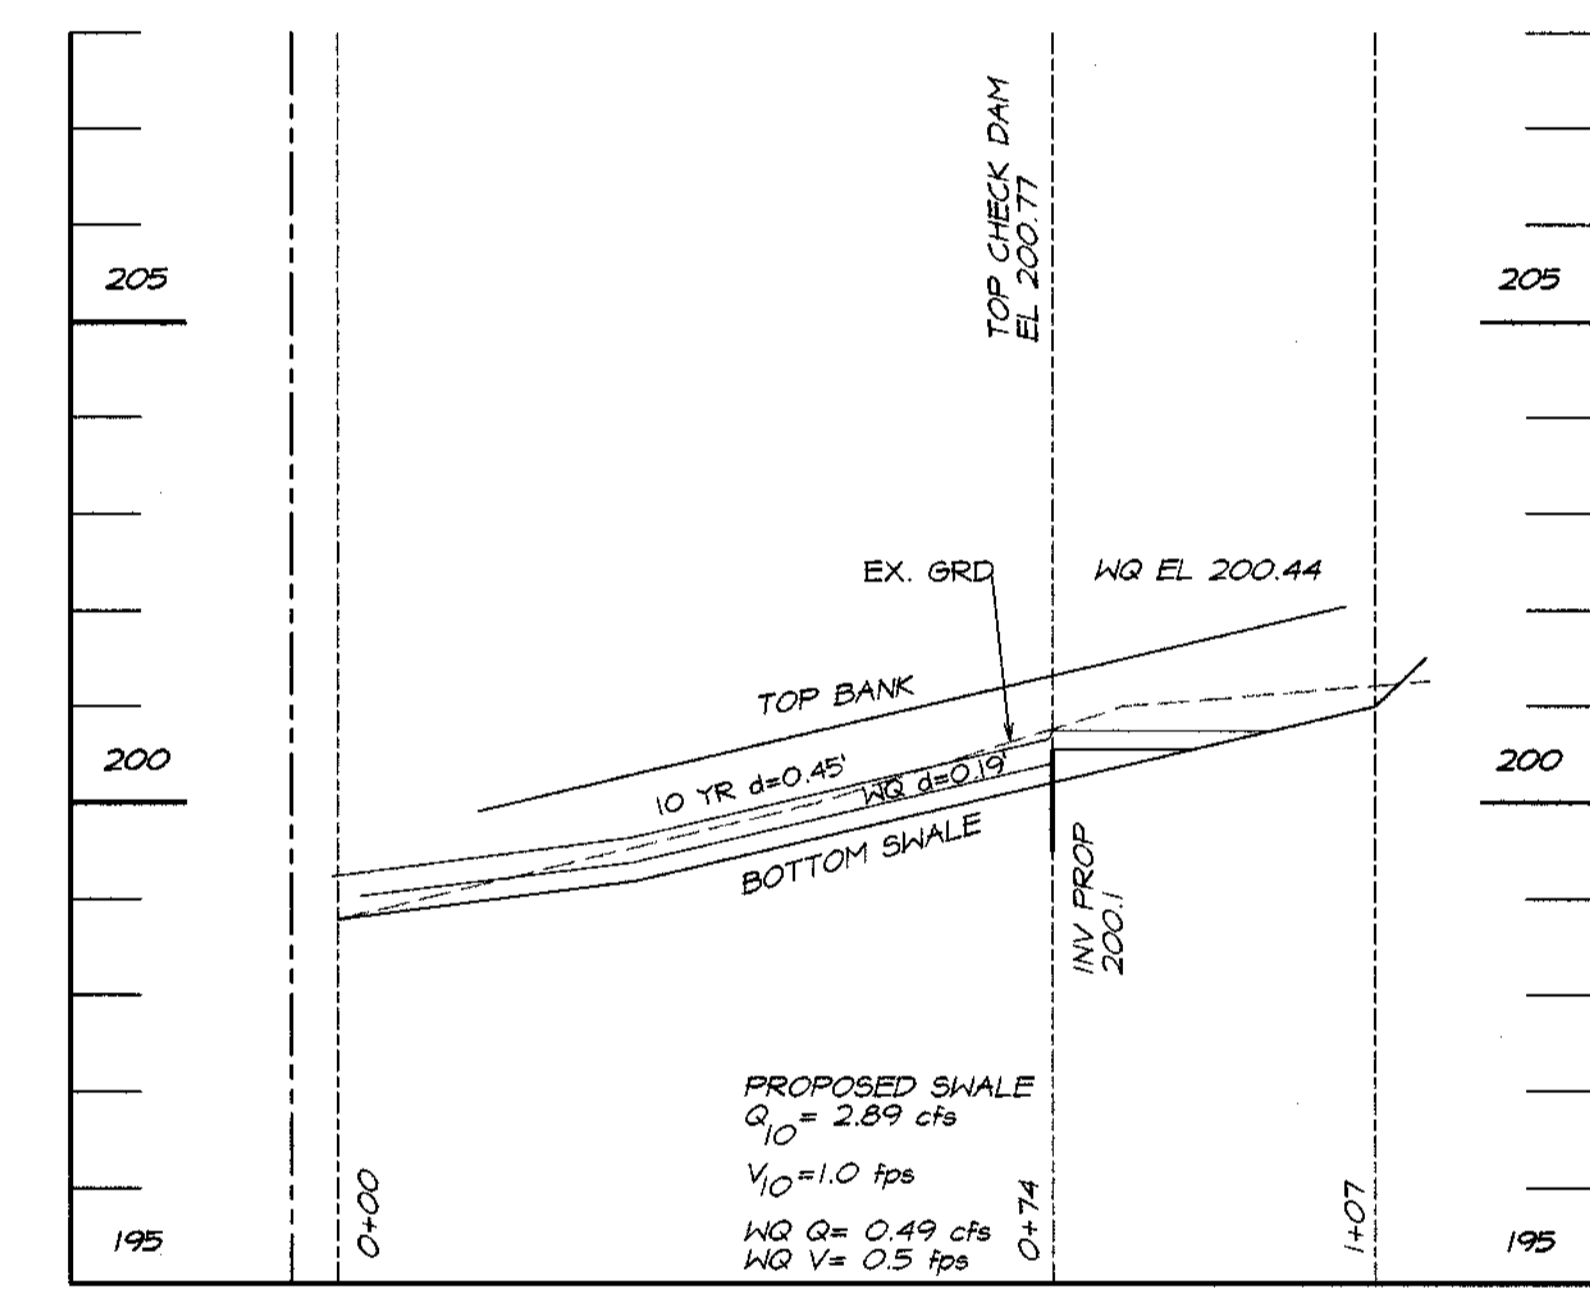 TOP CHECK DAM
EL 200.77
205
205
EX. GRD
WQ EL 200.44
TOP BANK
10 YR d=0.45'
WQ d=0.19'
BOTTOM SWALE
200
200
INV PROP
200.1
PROPOSED SWALE
Q10= 2.89 cfs
V10=1.0 fps
WQ Q= 0.49 cfs
WQ V= 0.5 fps
0+00
0+74
1+07
195
195